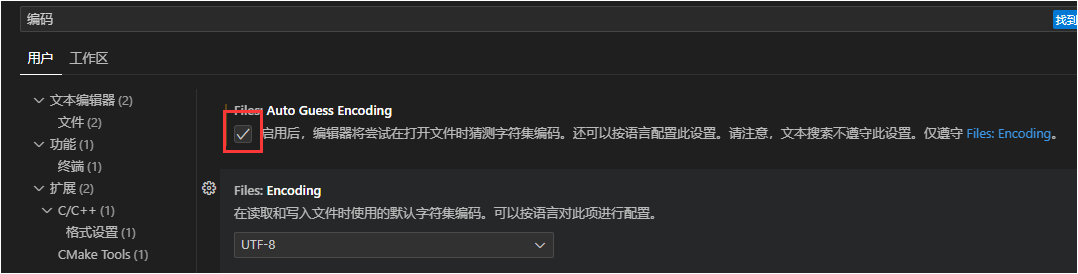 编码
找到
用户 工作区
文本编辑器 (2)
文件 (2)
功能 (1)
终端 (1)
扩展 (2)
C/C++ (1)
格式设置 (1)
CMake Tools (1)
Files: Auto Guess Encoding
启用后，编辑器将尝试在打开文件时猜测字符集编码。还可以按语言配置此设置。请注意，文本搜索不遵守此设置。仅遵守 Files: Encoding。
Files: Encoding
在读取和写入文件时使用的默认字符集编码。可以按语言对此项进行配置。
UTF-8